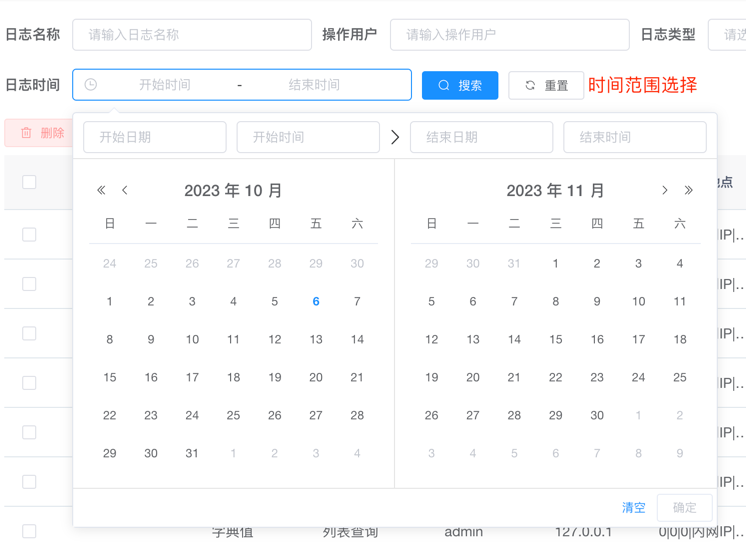 日志名称 请输入日志名称 操作用户 请输入操作用户 日志类型 请选
日志时间 开始时间 - 结束时间 搜索 重置 时间范围选择
删除 开始日期 开始时间 > 结束日期 结束时间
« ‹ 2023 年 10 月 2023 年 11 月 › » 地点
日 一 二 三 四 五 六 日 一 二 三 四 五 六
IP|...
24 25 26 27 28 29 30 29 30 31 1 2 3 4
1 2 3 4 5 6 7 5 6 7 8 9 10 11
IP|...
8 9 10 11 12 13 14 12 13 14 15 16 17 18
IP|...
15 16 17 18 19 20 21 19 20 21 22 23 24 25
IP|...
22 23 24 25 26 27 28 26 27 28 29 30 1 2
IP|...
29 30 31 1 2 3 4 3 4 5 6 7 8 9
IP|...
清空 确定
字典值 列表查询 admin 127.0.0.1 0|0|0|内网IP|...